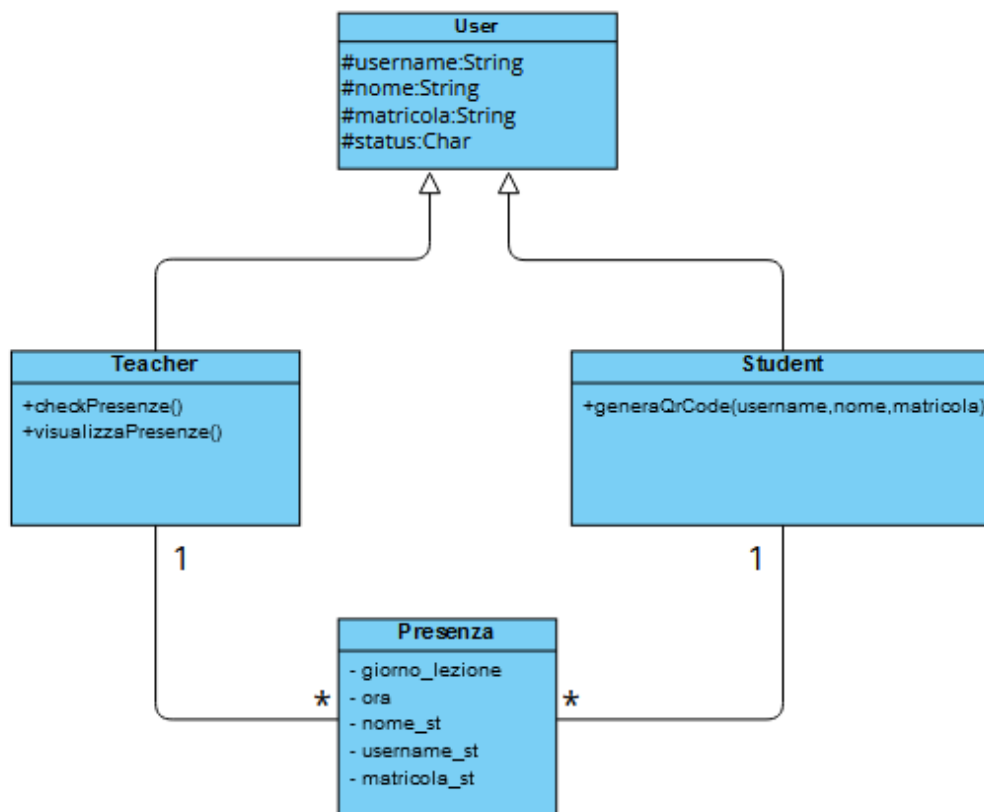 User
#username:String
#nome:String
#matricola:String
#status:Char
Teacher
+checkPresenze()
+visualizzaPresenze()
Student
+generaQrCode(username,nome,matricola)
1
1
Presenza
- giorno_lezione
- ora
- nome_st
- username_st
- matricola_st
*
*